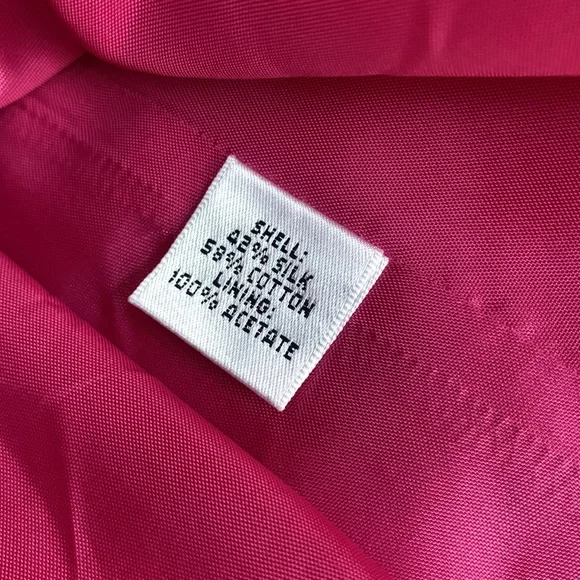 SHELL:
42% SILK
58% COTTON
LINING:
100% ACETATE